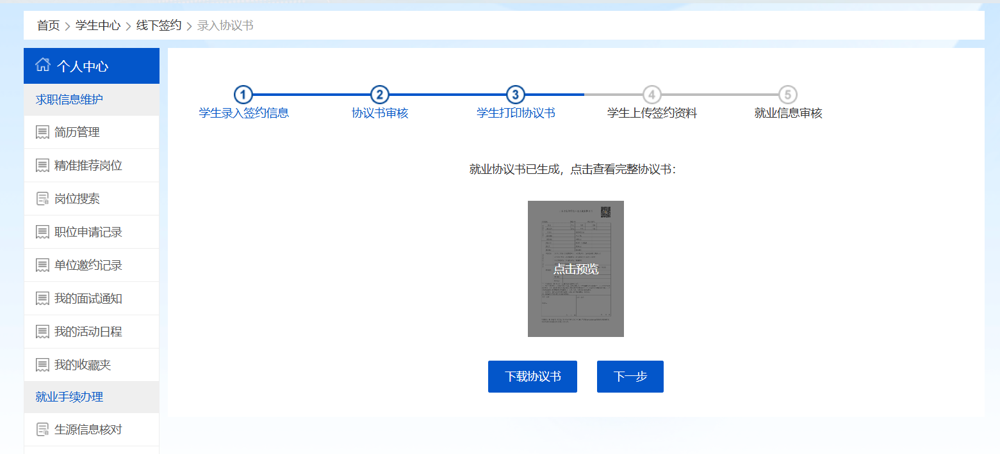 首页 > 学生中心 > 线下签约 > 录入协议书
个人中心
求职信息维护
简历管理
精准推荐岗位
岗位搜索
职位申请记录
单位邀约记录
我的面试通知
我的活动日程
我的收藏夹
就业手续办理
生源信息核对
1
2
3
4
5
学生录入签约信息
协议书审核
学生打印协议书
学生上传签约资料
就业信息审核
就业协议书已生成，点击查看完整协议书：
点击预览
下载协议书
下一步